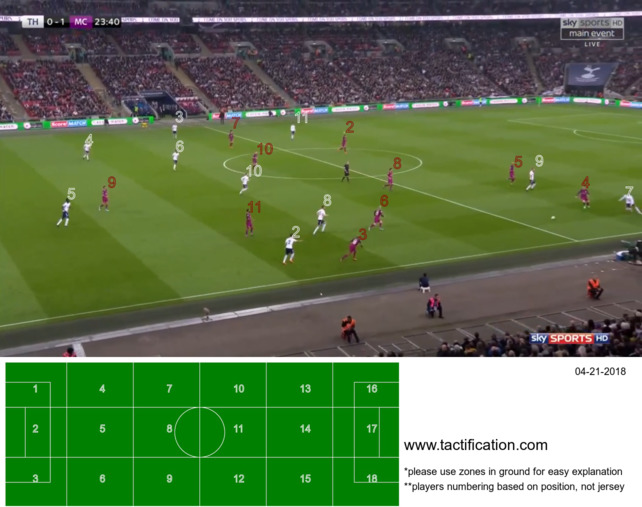 TH 0-1 MC 23:40
sky sports HD
main event
LIVE
3
7
11
2
4
6
10
8
5
9
10
5
9
4
7
11
8
6
2
3
sky SPORTS HD
1 4 7 10 13 16
2 5 8 11 14 17
3 6 9 12 15 18
04-21-2018
www.tactification.com
*please use zones in ground for easy explanation
**players numbering based on position, not jersey